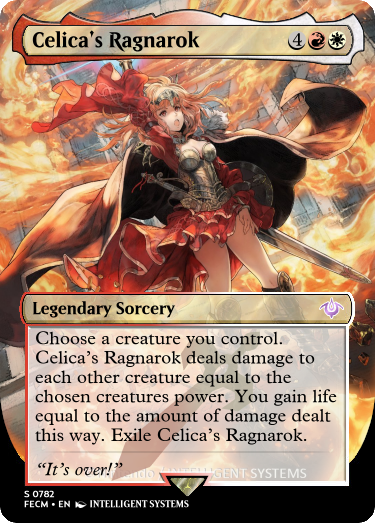 Celica's Ragnarok 4
Legendary Sorcery
Choose a creature you control.
Celica's Ragnarok deals damage to
each other creature equal to the
chosen creatures power. You gain life
equal to the amount of damage dealt
this way. Exile Celica's Ragnarok.
"It's over!"
INTELLIGENT SYSTEMS
S 0782
FECM • EN INTELLIGENT SYSTEMS